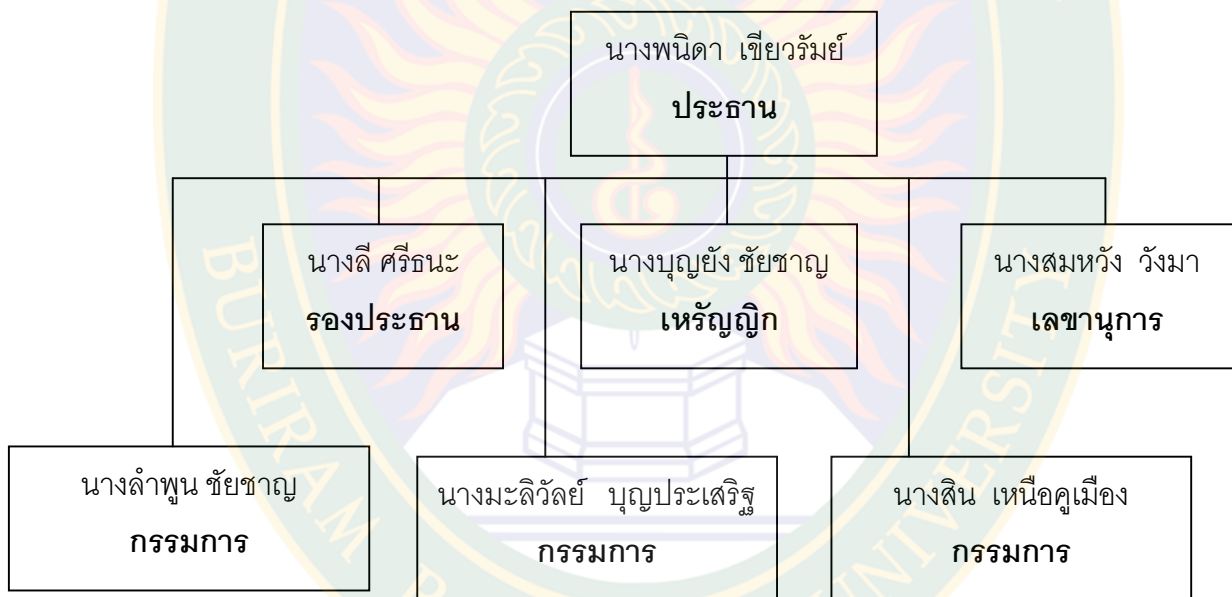 นางพนิดา เขียวรัมย์
ประธาน
นางลี ศรีธนะ
รองประธาน
นางบุญยัง ชัยชาญ
เหรัญญิก
นางสมหวัง วังมา
เลขานุการ
นางลำพูน ชัยชาญ
กรรมการ
นางมะลิวัลย์ บุญประเสริฐ
กรรมการ
นางสิน เหนือคูเมือง
กรรมการ
BURIRAM
UNIVERSITY